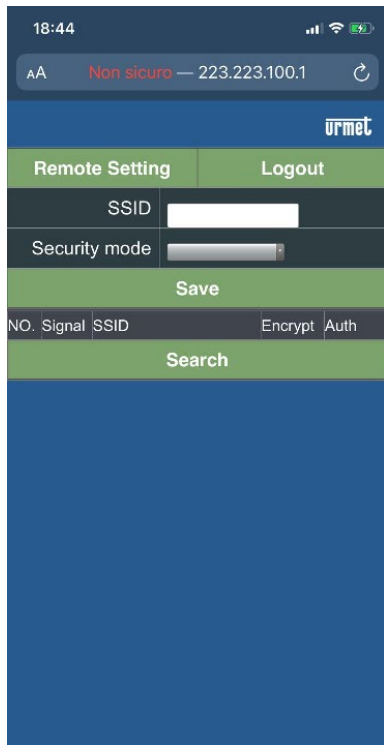 18:44
AA Non sicuro — 223.223.100.1
urmet
Remote Setting Logout
SSID
Security mode
Save
NO. Signal SSID Encrypt Auth
Search